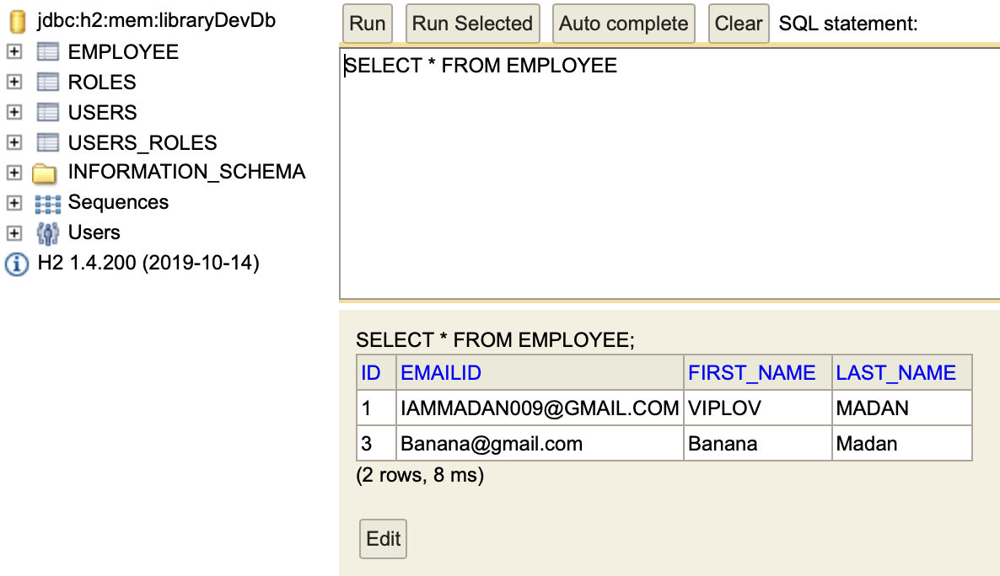 jdbc:h2:mem:libraryDevDb
EMPLOYEE
ROLES
USERS
USERS_ROLES
INFORMATION_SCHEMA
Sequences
Users
H2 1.4.200 (2019-10-14)
Run Run Selected Auto complete Clear SQL statement:
SELECT * FROM EMPLOYEE
SELECT * FROM EMPLOYEE;
ID EMAILID FIRST_NAME LAST_NAME
1 IAMMADAN009@GMAIL.COM VIPLOV MADAN
3 Banana@gmail.com Banana Madan
(2 rows, 8 ms)
Edit